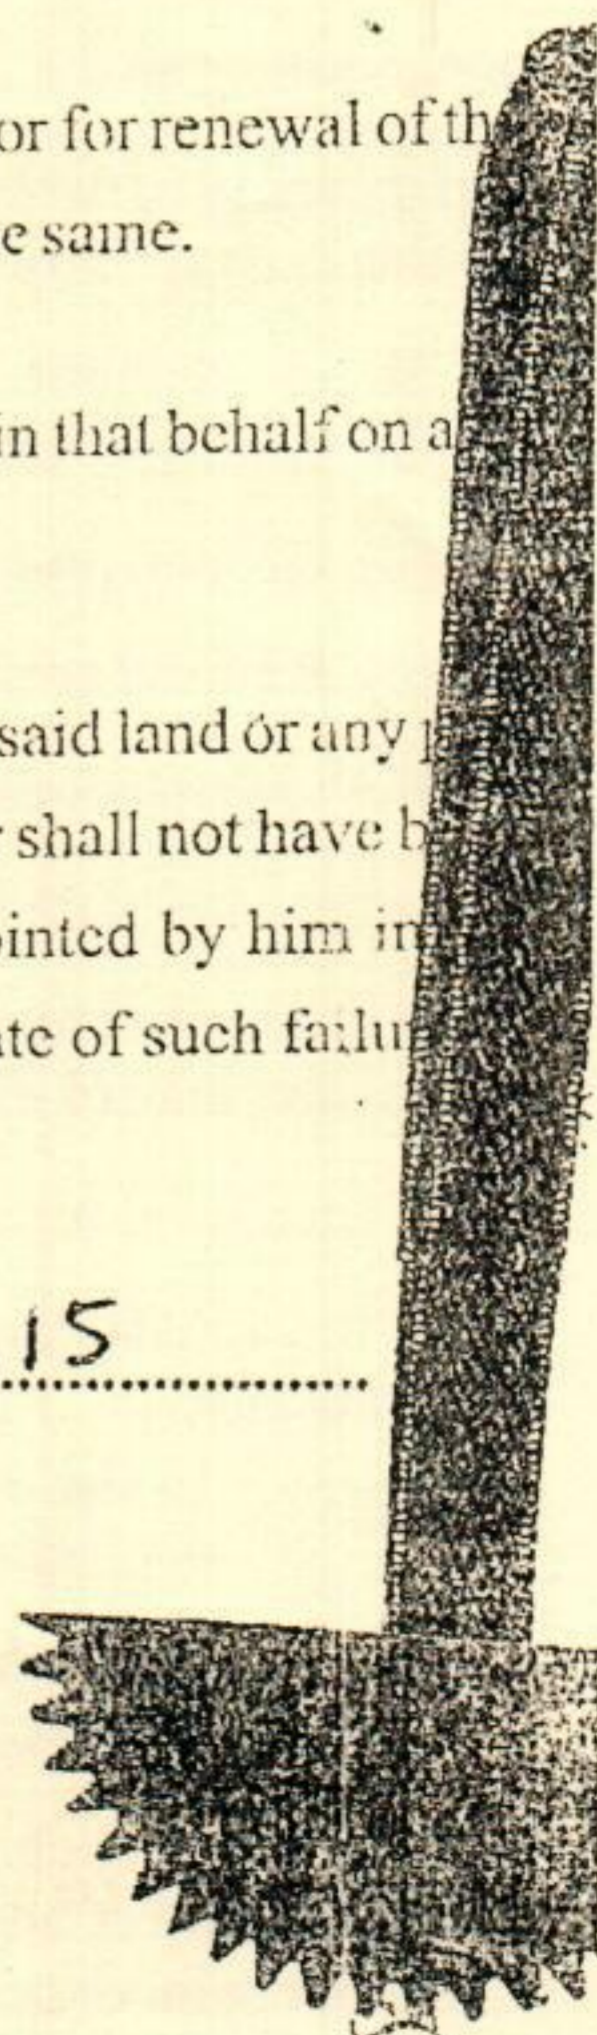 or for renewal of th
e same.
in that behalf on a
said land or any p
shall not have b
ointed by him in
ate of such failu
15